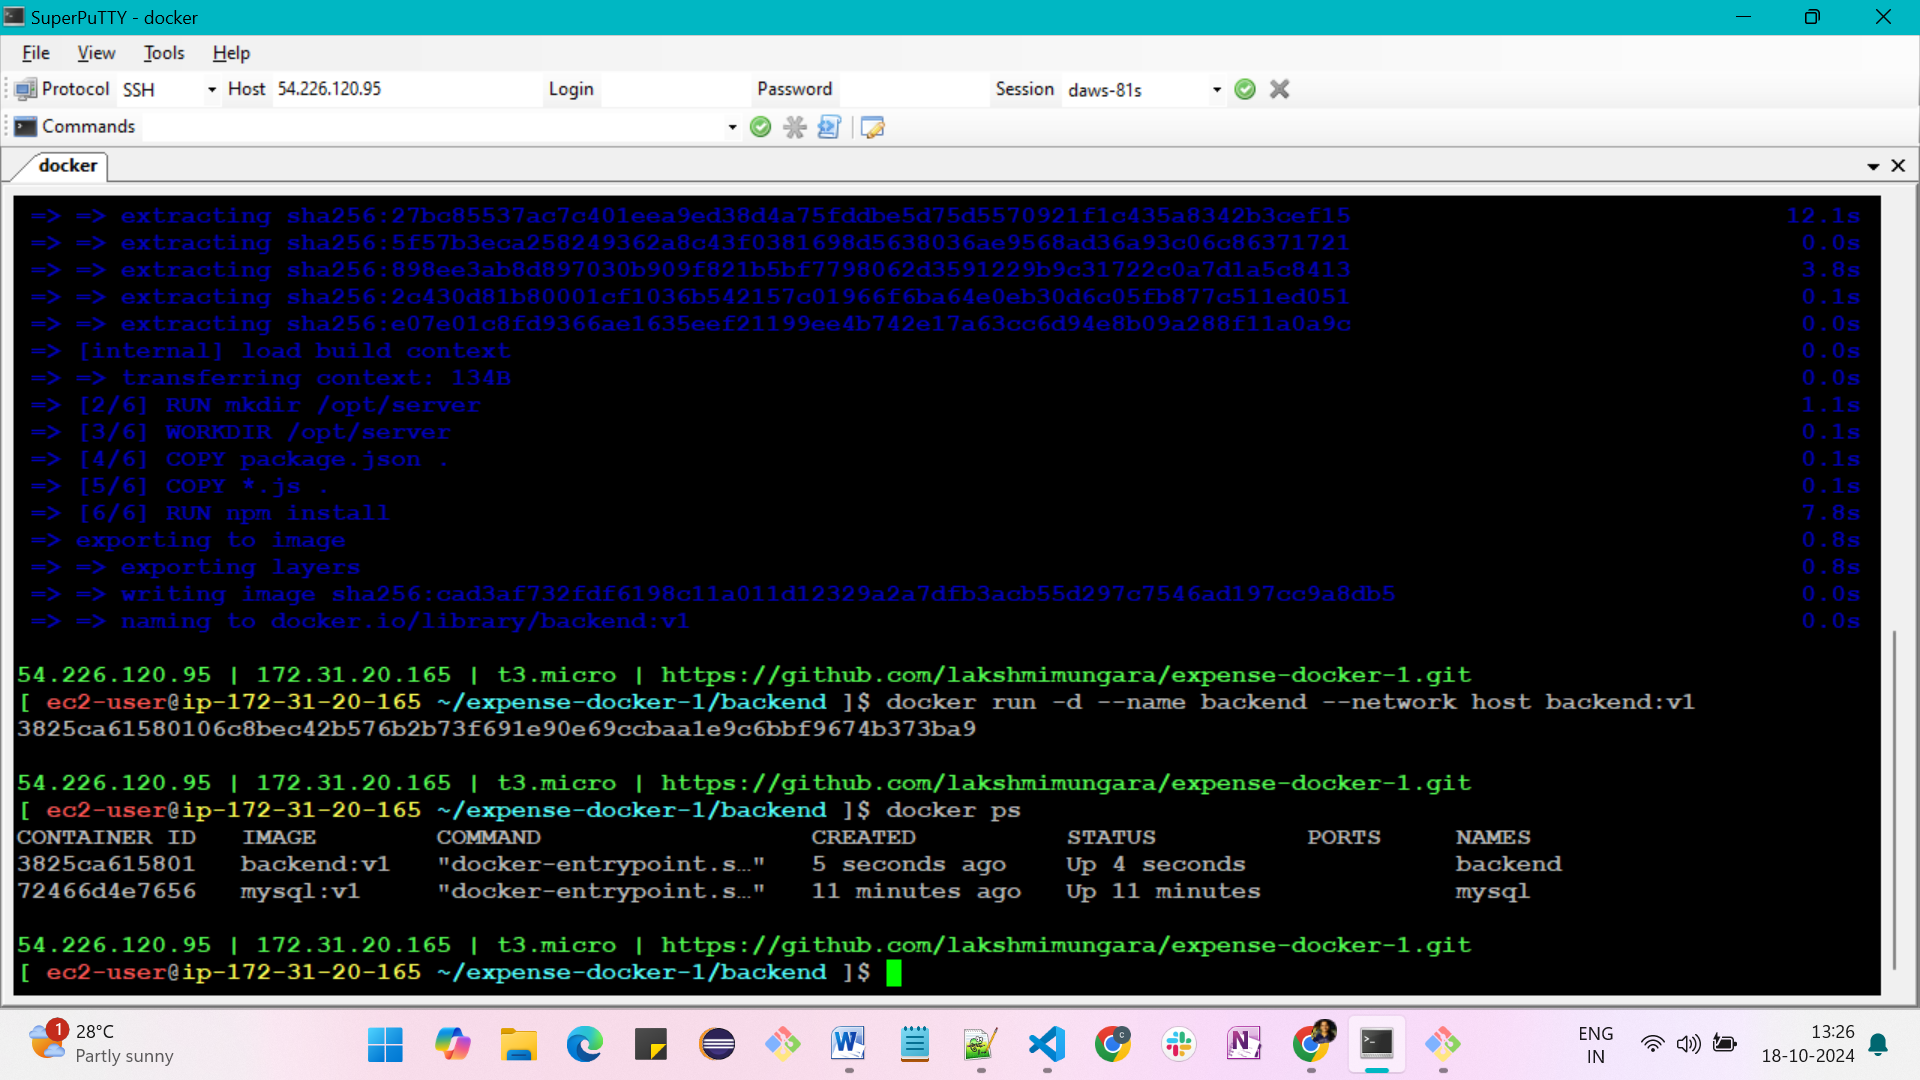 SuperPuTTY - docker
File View Tools Help
Protocol SSH Host 54.226.120.95 Login Password Session daws-81s
Commands
docker
=> => extracting sha256:27bc85537ac7c401eea9ed38d4a75fddbe5d75d5570921f1c435a8342b3cef15 12.1s
=> => extracting sha256:5f57b3eca258249362a8c43f0381698d5638036ae9568ad36a93c06c86371721 0.0s
=> => extracting sha256:898ee3ab8d897030b909f821b5bf7798062d3591229b9c31722c0a7d1a5c8413 3.8s
=> => extracting sha256:2c430d81b80001cf1036b542157c01966f6ba64e0eb30d6c05fb877c511ed051 0.1s
=> => extracting sha256:e07e01c8fd9366ae1635eef21199ee4b742e17a63cc6d94e8b09a288f11a0a9c 0.0s
=> [internal] load build context 0.0s
=> => transferring context: 134B 0.0s
=> [2/6] RUN mkdir /opt/server 1.1s
=> [3/6] WORKDIR /opt/server 0.1s
=> [4/6] COPY package.json . 0.1s
=> [5/6] COPY *.js . 0.1s
=> [6/6] RUN npm install 7.8s
=> exporting to image 0.8s
=> => exporting layers 0.8s
=> => writing image sha256:cad3af732fdf6198c11a011d12329a2a7dfb3acb55d297c7546ad197cc9a8db5 0.0s
=> => naming to docker.io/library/backend:v1 0.0s
54.226.120.95 | 172.31.20.165 | t3.micro | https://github.com/lakshmimungara/expense-docker-1.git
[ ec2-user@ip-172-31-20-165 ~/expense-docker-1/backend ]$ docker run -d --name backend --network host backend:v1
3825ca61580106c8bec42b576b2b73f691e90e69ccbaa1e9c6bbf9674b373ba9
54.226.120.95 | 172.31.20.165 | t3.micro | https://github.com/lakshmimungara/expense-docker-1.git
[ ec2-user@ip-172-31-20-165 ~/expense-docker-1/backend ]$ docker ps
CONTAINER ID IMAGE COMMAND CREATED STATUS PORTS NAMES
3825ca615801 backend:v1 "docker-entrypoint.s…" 5 seconds ago Up 4 seconds backend
72466d4e7656 mysql:v1 "docker-entrypoint.s…" 11 minutes ago Up 11 minutes mysql
54.226.120.95 | 172.31.20.165 | t3.micro | https://github.com/lakshmimungara/expense-docker-1.git
[ ec2-user@ip-172-31-20-165 ~/expense-docker-1/backend ]$
1 28°C
Partly sunny
ENG
IN
13:26
18-10-2024